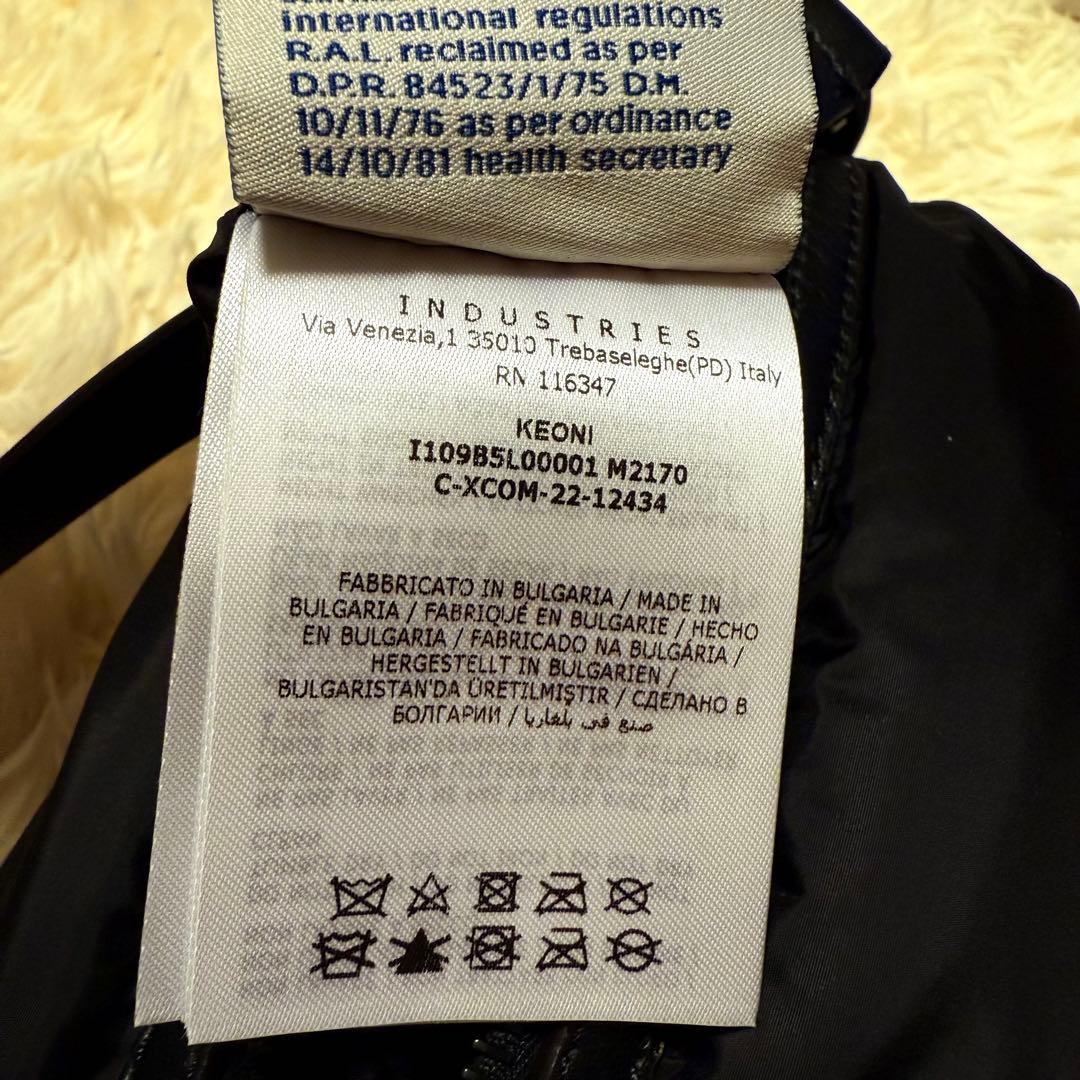 international regulations
R.A.L. reclaimed as per
D.P.R. 84523/1/75 D.M.
10/11/76 as per ordinance
14/10/81 health secretary
INDUSTRIES
Via Venezia,1 35010 Trebaseleghe(PD) Italy
RN 116347
KEONI
I109B5L00001 M2170
C-XCOM-22-12434
FABBRICATO IN BULGARIA / MADE IN
BULGARIA / FABRIQUÉ EN BULGARIE / HECHO
EN BULGARIA / FABRICADO NA BULGÁRIA /
HERGESTELLT IN BULGARIEN /
BULGARISTAN'DA ÜRETILMIŞTIR / СДЕЛАНО В
БОЛГАРИИ / صنع في بلغاريا